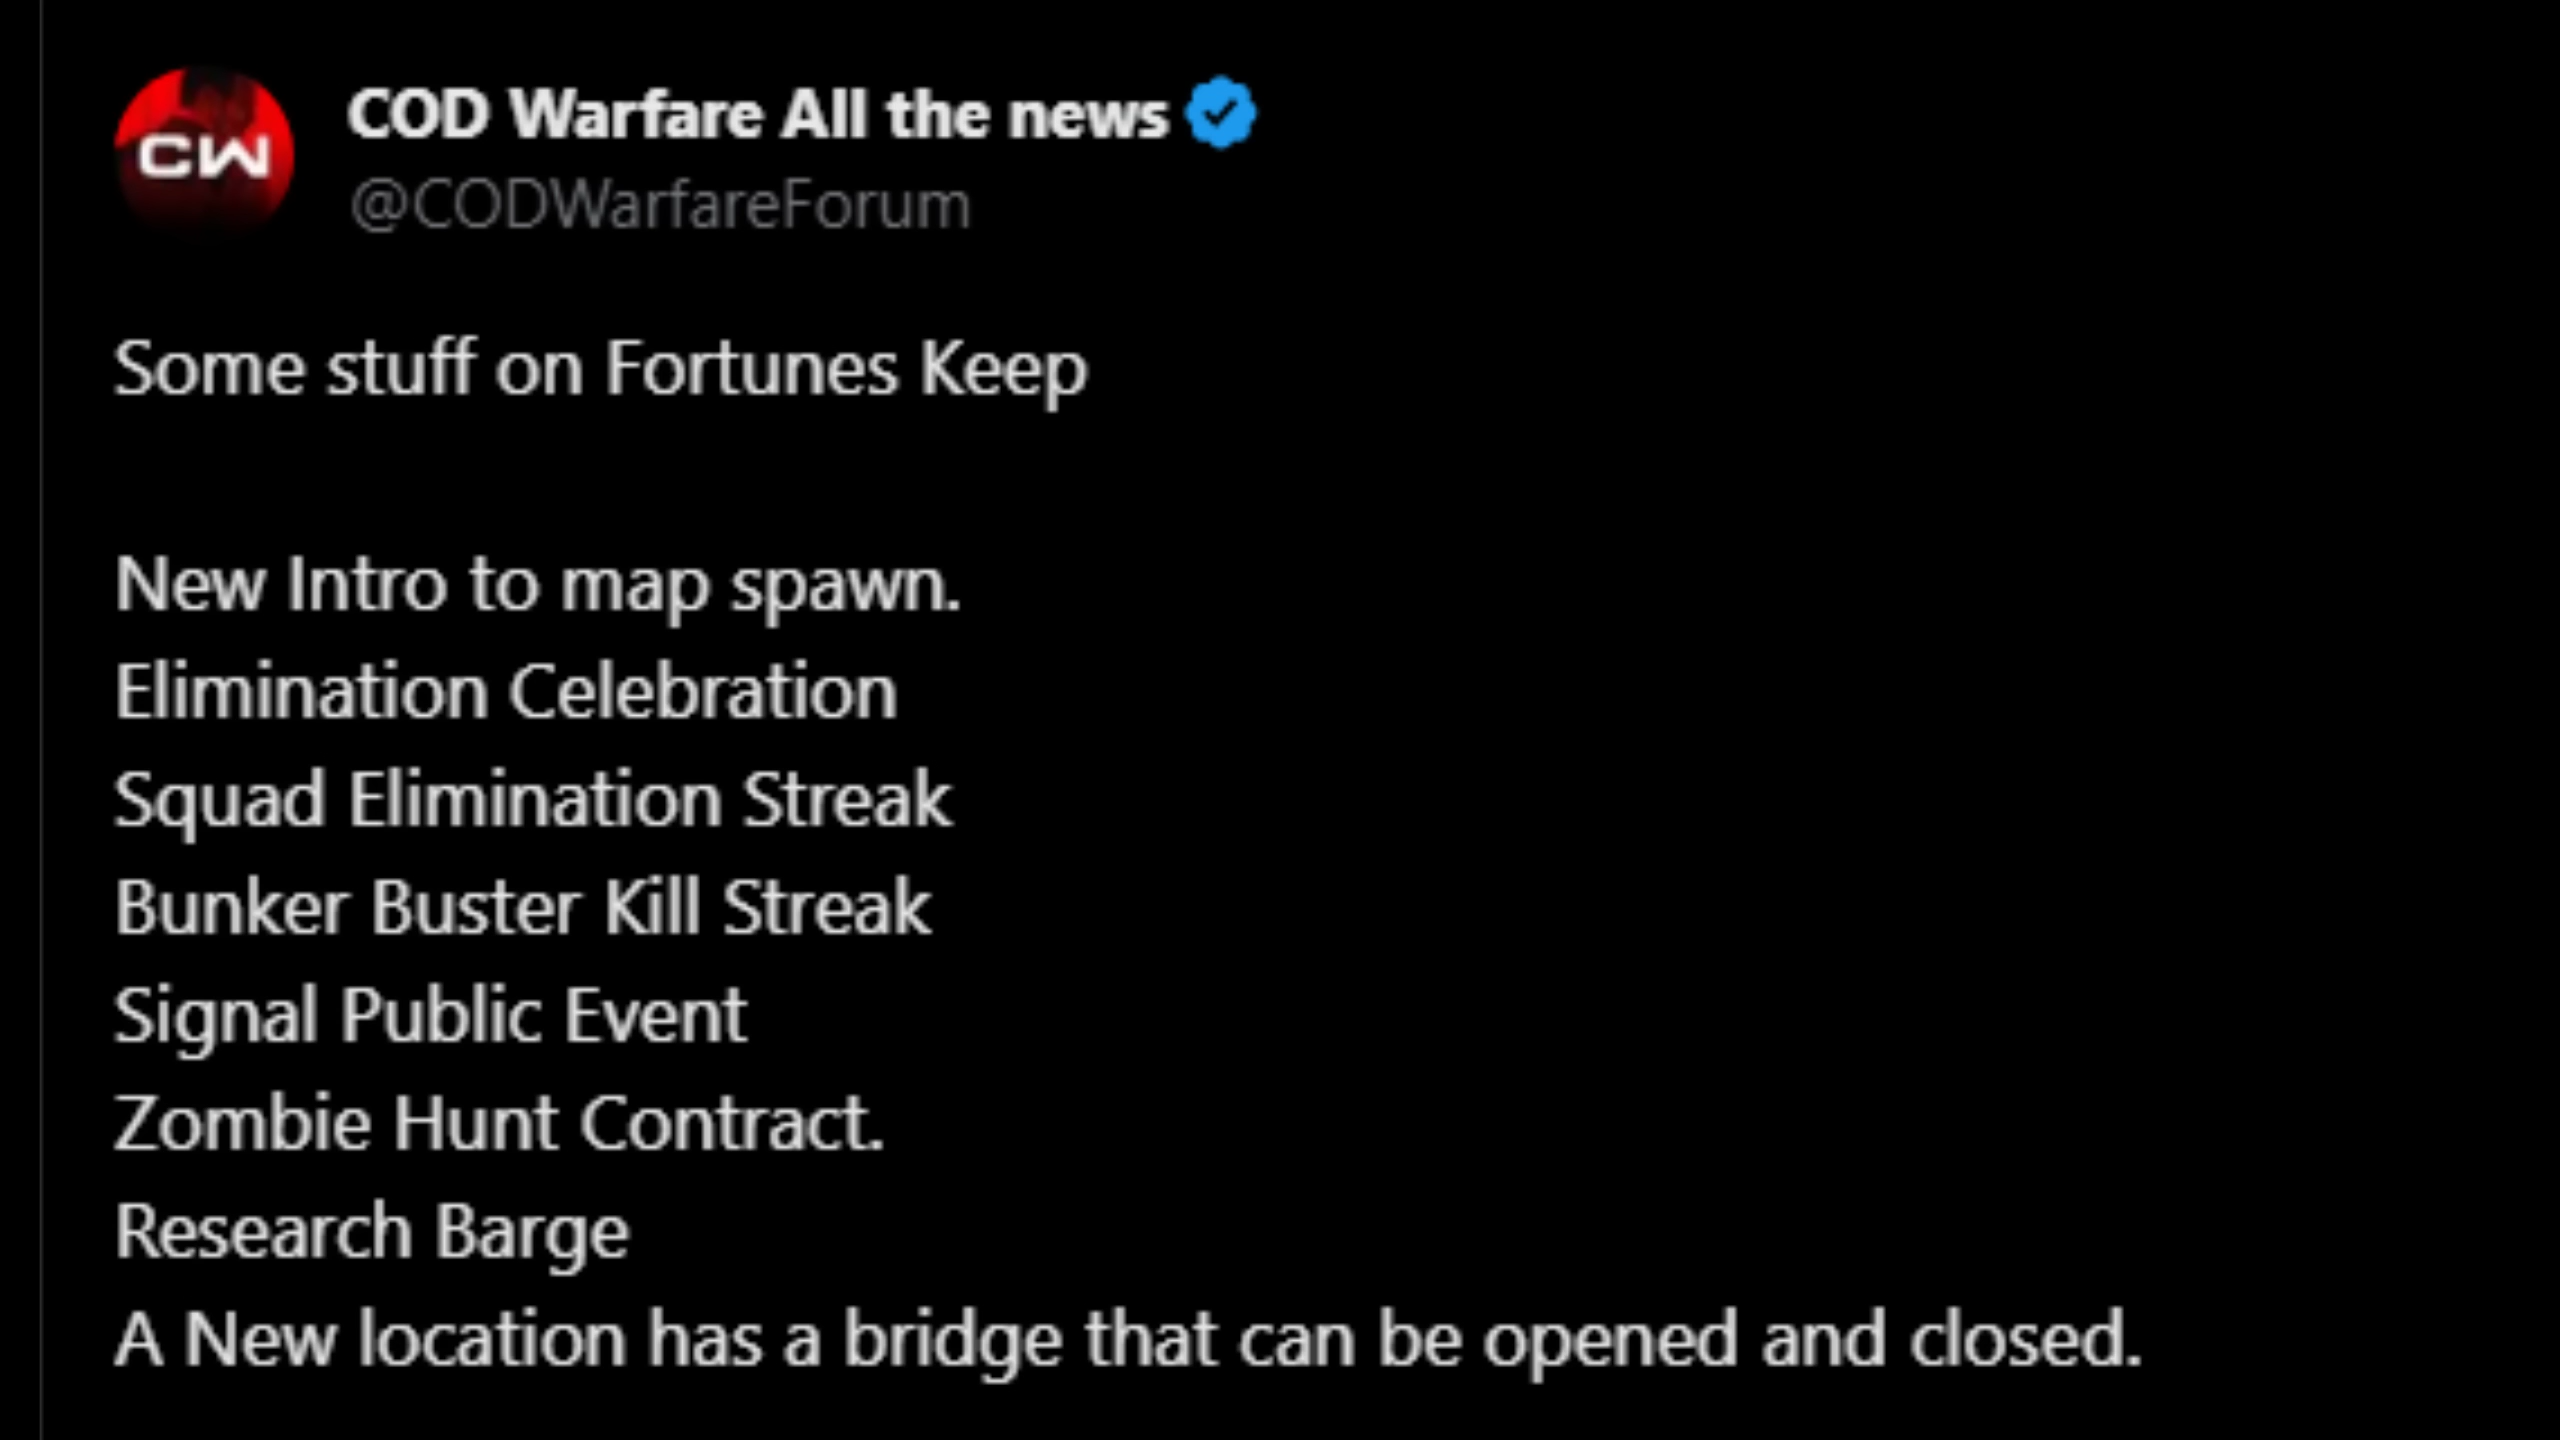 CW
COD Warfare All the news
@CODWarfareForum
Some stuff on Fortunes Keep
New Intro to map spawn.
Elimination Celebration
Squad Elimination Streak
Bunker Buster Kill Streak
Signal Public Event
Zombie Hunt Contract.
Research Barge
A New location has a bridge that can be opened and closed.